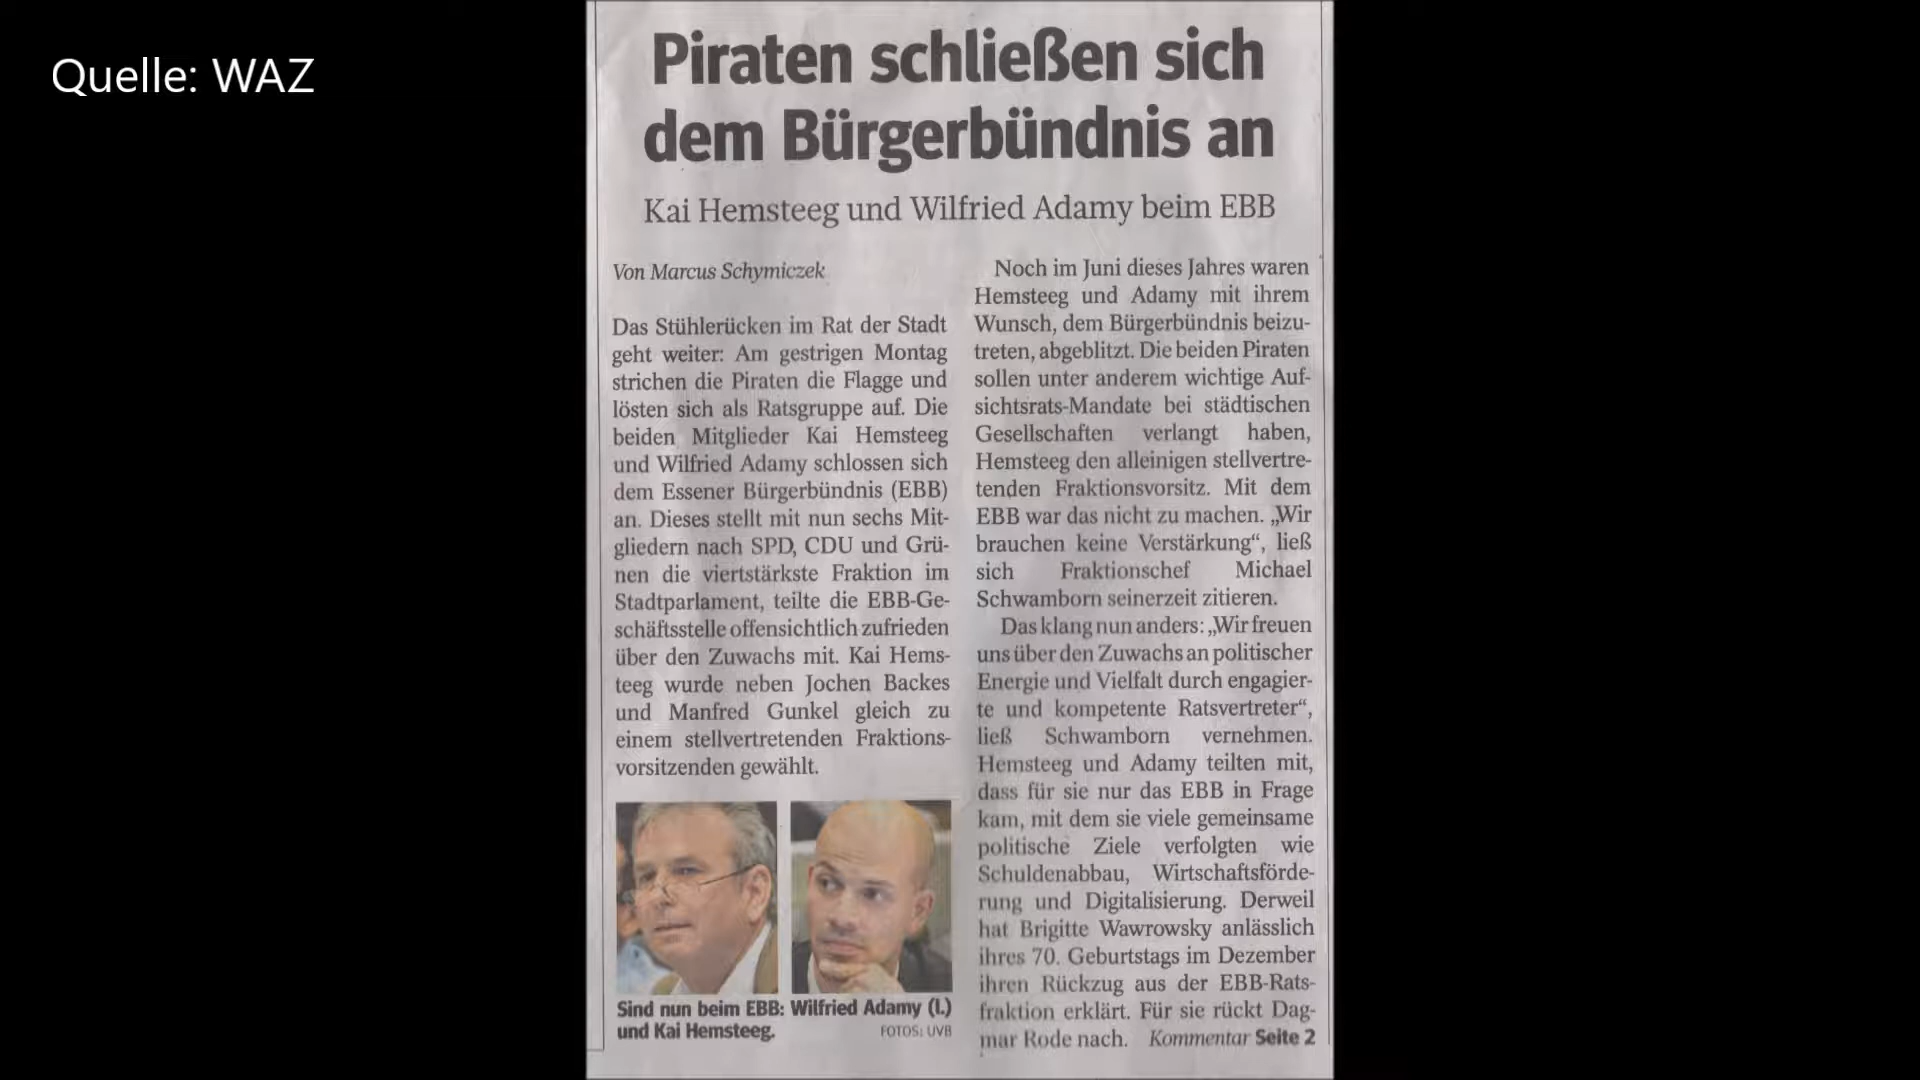 Quelle: WAZ
Piraten schließen sich
dem Bürgerbündnis an
Kai Hemsteeg und Wilfried Adamy beim EBB
Von Marcus Schymiczek
Das Stühlerücken im Rat der Stadt
geht weiter: Am gestrigen Montag
strichen die Piraten die Flagge und
lösten sich als Ratsgruppe auf. Die
beiden Mitglieder Kai Hemsteeg
und Wilfried Adamy schlossen sich
dem Essener Bürgerbündnis (EBB)
an. Dieses stellt mit nun sechs Mit-
gliedern nach SPD, CDU und Grü-
nen die viertstärkste Fraktion im
Stadtparlament, teilte die EBB-Ge-
schäftsstelle offensichtlich zufrieden
über den Zuwachs mit. Kai Hems-
teeg wurde neben Jochen Backes
und Manfred Gunkel gleich zu
einem stellvertretenden Fraktions-
vorsitzenden gewählt.
Sind nun beim EBB: Wilfried Adamy (l.)
und Kai Hemsteeg. FOTOS: UVB
Noch im Juni dieses Jahres waren
Hemsteeg und Adamy mit ihrem
Wunsch, dem Bürgerbündnis beizu-
treten, abgeblitzt. Die beiden Piraten
sollen unter anderem wichtige Auf-
sichtsrats-Mandate bei städtischen
Gesellschaften verlangt haben,
Hemsteeg den alleinigen stellvertre-
tenden Fraktionsvorsitz. Mit dem
EBB war das nicht zu machen. „Wir
brauchen keine Verstärkung“, ließ
sich Fraktionschef Michael
Schwamborn seinerzeit zitieren.
Das klang nun anders: „Wir freuen
uns über den Zuwachs an politischer
Energie und Vielfalt durch engagier-
te und kompetente Ratsvertreter“,
ließ Schwamborn vernehmen.
Hemsteeg und Adamy teilten mit,
dass für sie nur das EBB in Frage
kam, mit dem sie viele gemeinsame
politische Ziele verfolgten wie
Schuldenabbau, Wirtschaftsförde-
rung und Digitalisierung. Derweil
hat Brigitte Wawrowsky anlässlich
ihres 70. Geburtstags im Dezember
ihren Rückzug aus der EBB-Rats-
fraktion erklärt. Für sie rückt Dag-
mar Rode nach. Kommentar Seite 2